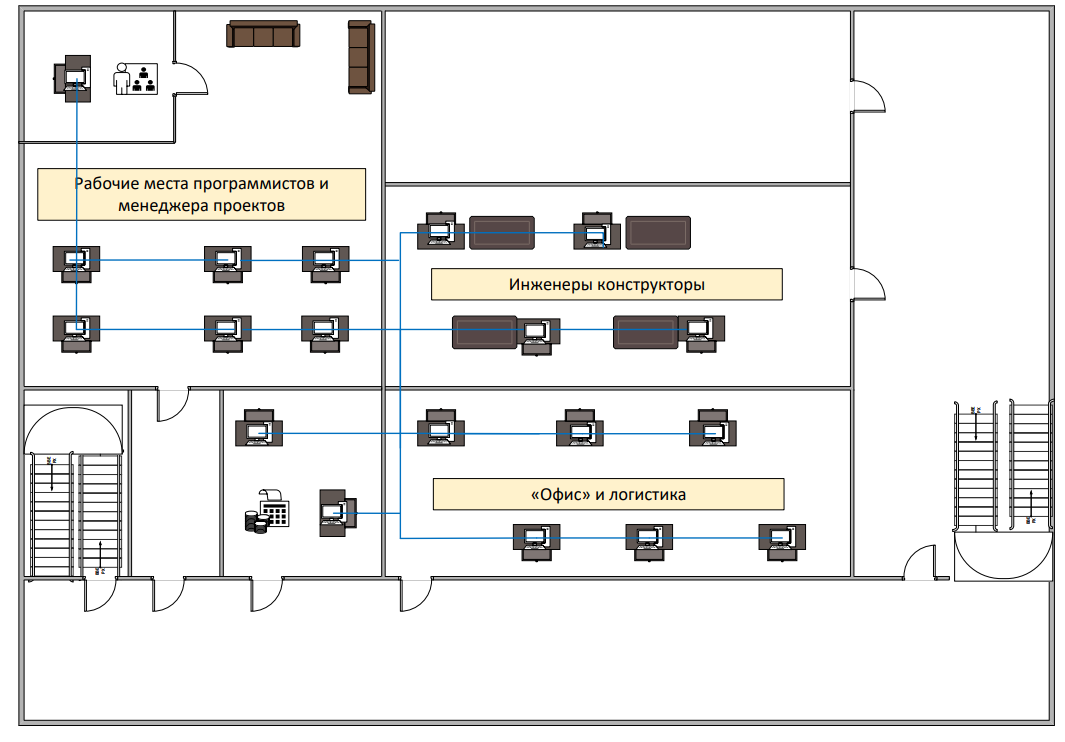 Рабочие места программистов и
менеджера проектов
Инженеры конструкторы
«Офис» и логистика